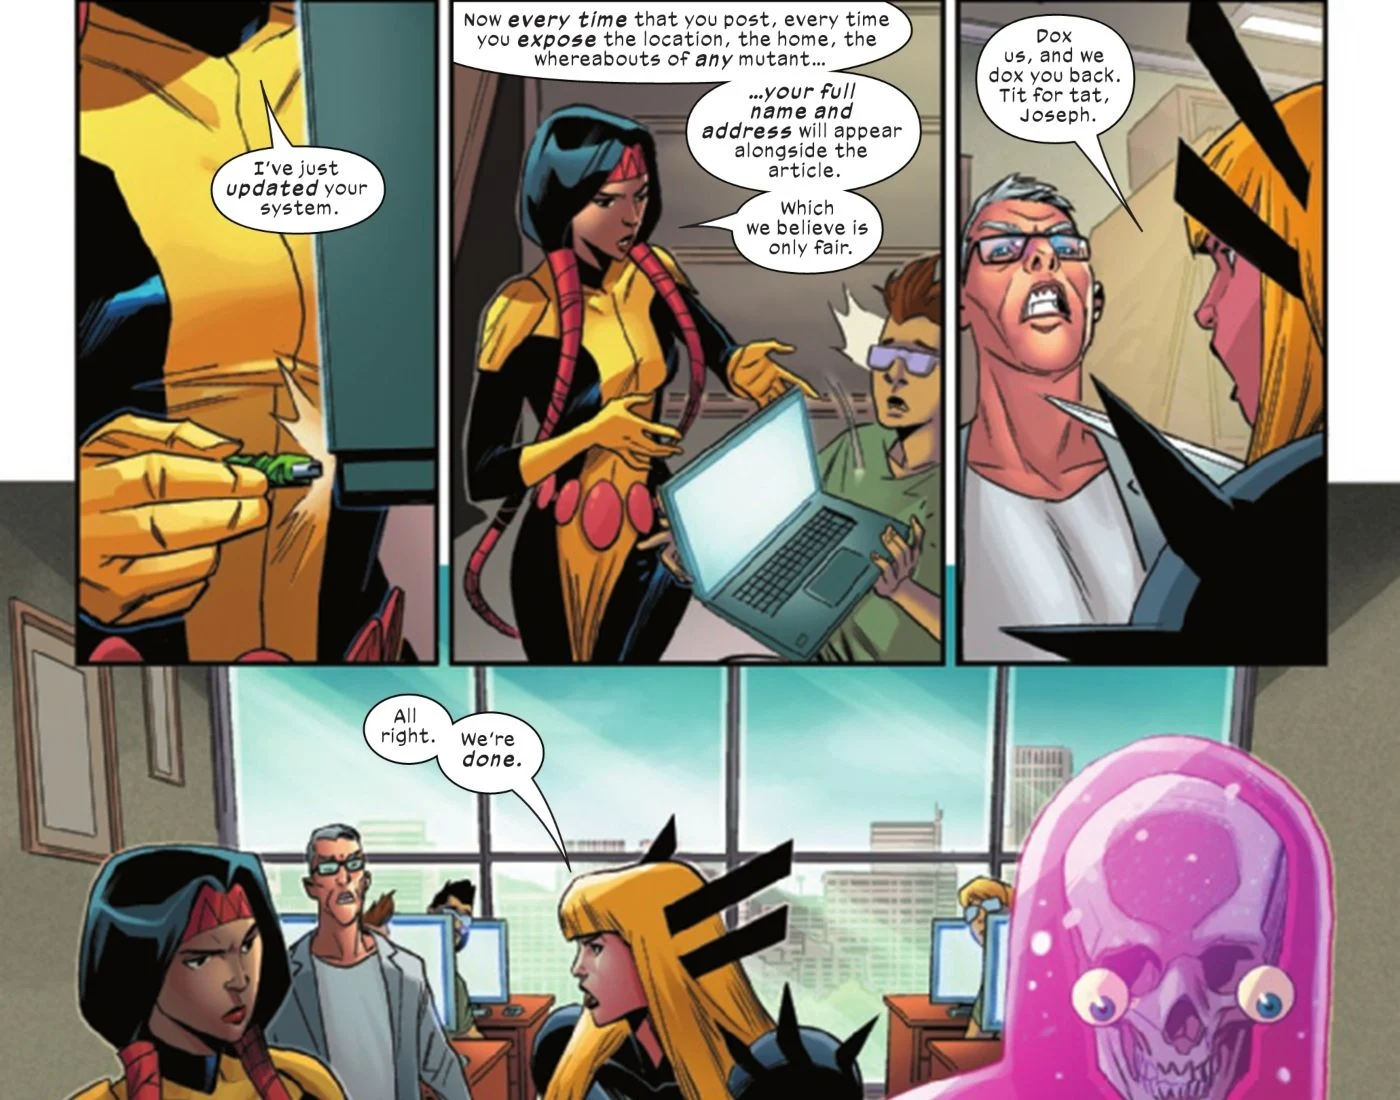 I've just
updated your
system.
Now every time that you post, every time
you expose the location, the home, the
whereabouts of any mutant...
...your full
name and
address will appear
alongside the
article.
Which
we believe is
only fair.
Dox
us, and we
dox you back.
Tit for tat,
Joseph.
All
right.
We're
done.